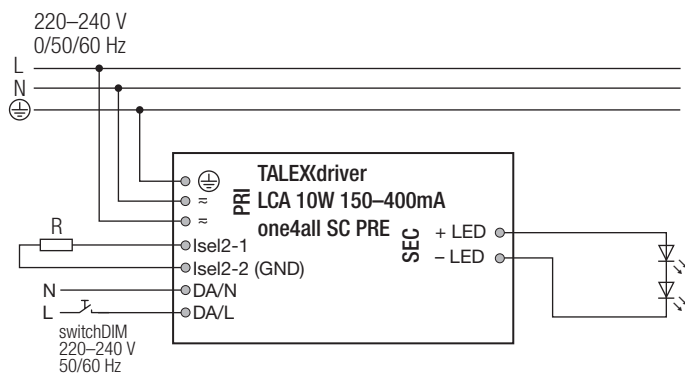 220–240 V
0/50/60 Hz
L
N
TALEXXdriver
LCA 10W 150–400mA
one4all SC PRE
PRI
≂
≂
SEC
+ LED
– LED
R
Isel2-1
Isel2-2 (GND)
N
DA/N
L
DA/L
switchDIM
220–240 V
50/60 Hz